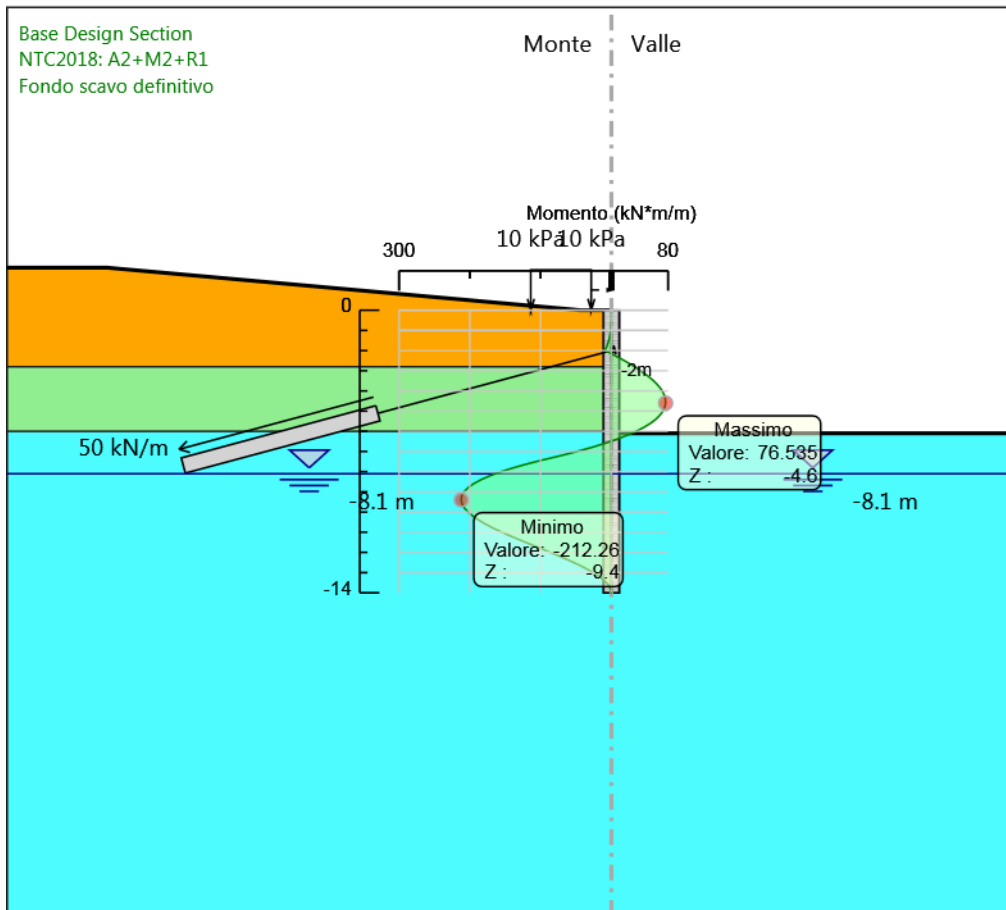 Base Design Section
NTC2018: A2+M2+R1
Fondo scavo definitivo
Monte
Valle
Momento (kN*m/m)
10 kPa
10 kPa
300
80
0
-2m
50 kN/m
Massimo
Valore: 76.535
Z : -4.6
-8.1 m
-8.1 m
Minimo
Valore: -212.26
Z : -9.4
-14